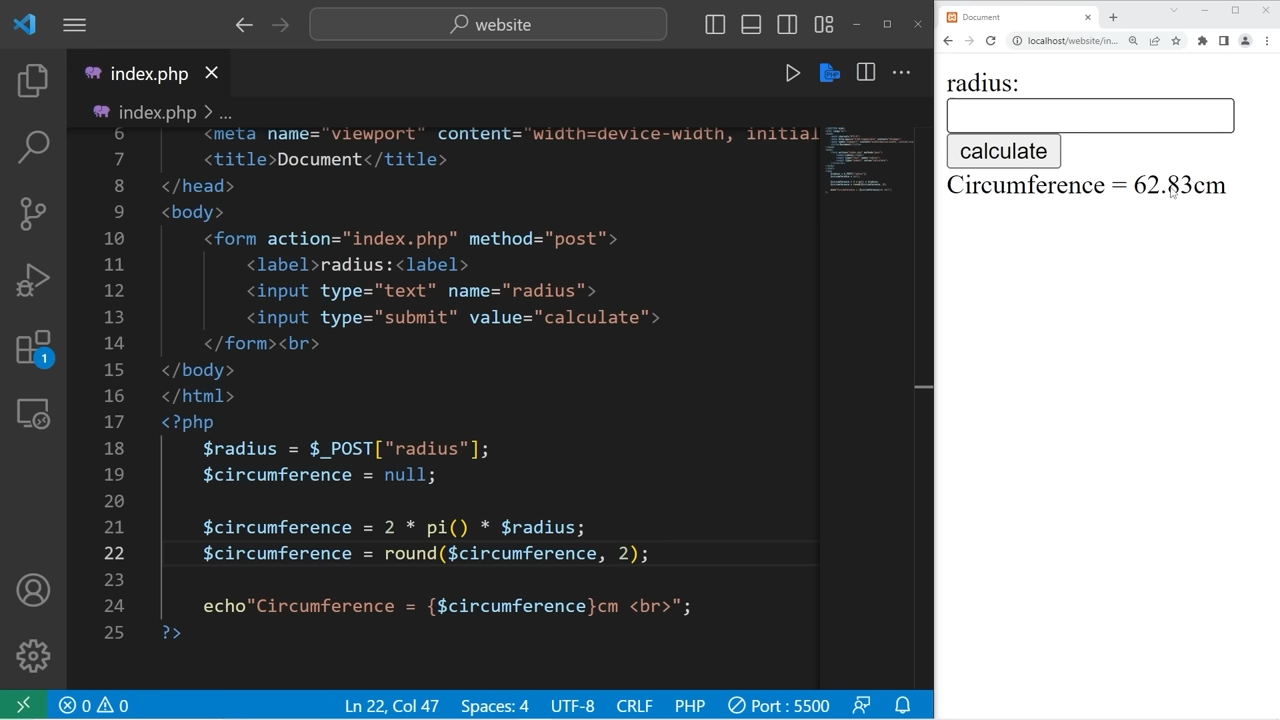 website
index.php
index.php > ...
6 <meta name="viewport" content="width=device-width, initial
7 <title>Document</title>
8 </head>
9 <body>
10 <form action="index.php" method="post">
11 <label>radius:<label>
12 <input type="text" name="radius">
13 <input type="submit" value="calculate">
14 </form><br>
15 </body>
16 </html>
17 <?php
18 $radius = $_POST["radius"];
19 $circumference = null;
20
21 $circumference = 2 * pi() * $radius;
22 $circumference = round($circumference, 2);
23
24 echo"Circumference = {$circumference}cm <br>";
25 ?>
1
0 0 Ln 22, Col 47 Spaces: 4 UTF-8 CRLF PHP Port : 5500
Document
localhost/website/in...
radius:
calculate
Circumference = 62.83cm